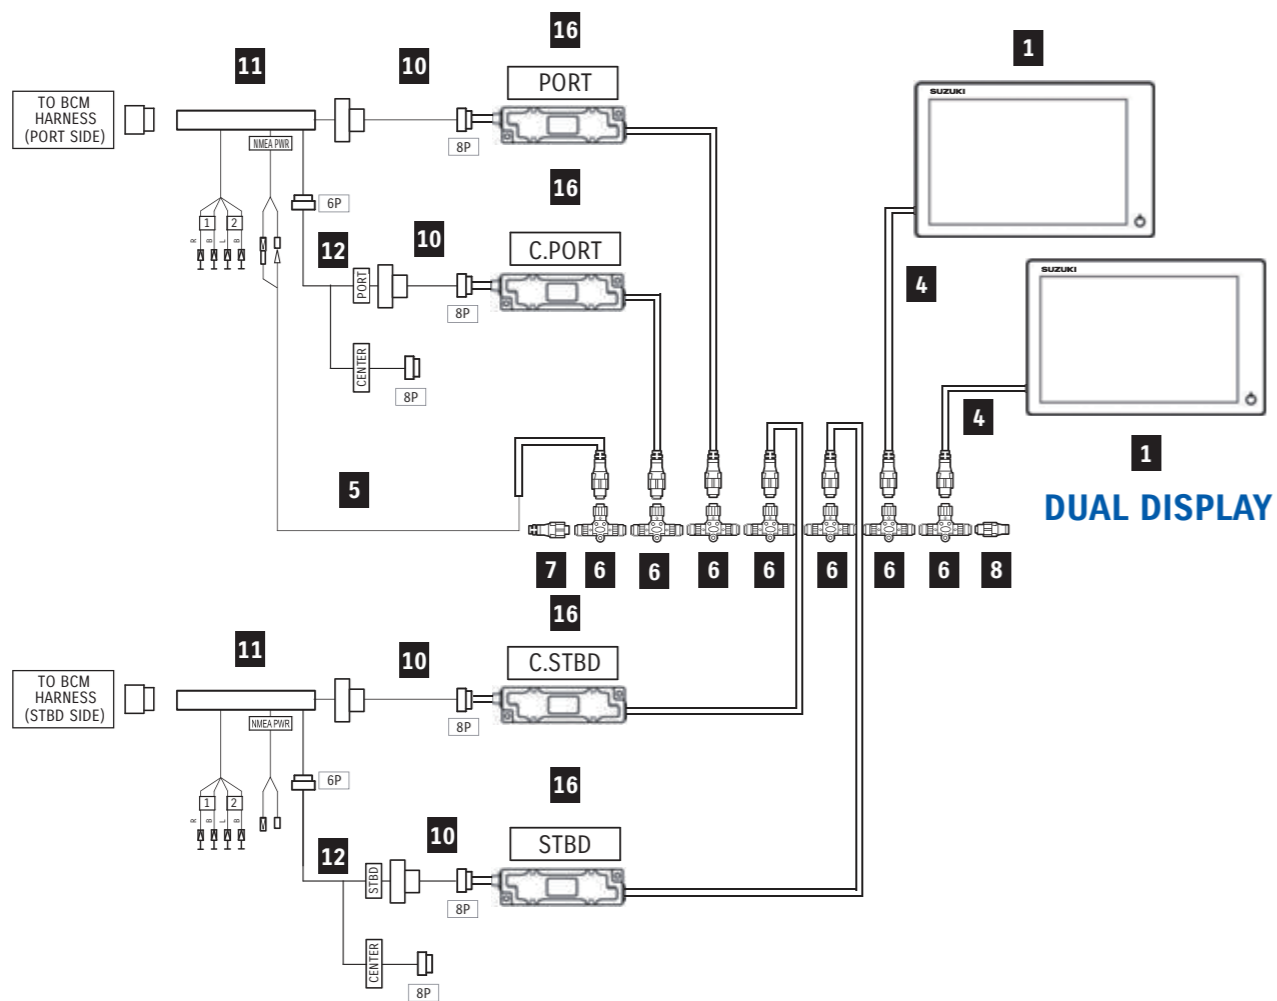 16
1
11
10
SUZUKI
PORT
TO BCM
HARNESS
(PORT SIDE)
NMEA PWR
8P
16
6P
1
2
R
B
L
B
12
10
C.PORT
SUZUKI
PORT
4
8P
CENTER
8P
4
1
5
DUAL DISPLAY
7
6
6
6
6
6
6
6
8
16
11
10
C.STBD
TO BCM
HARNESS
(STBD SIDE)
NMEA PWR
8P
16
6P
1
2
R
B
L
B
12
10
STBD
STBD
8P
CENTER
8P